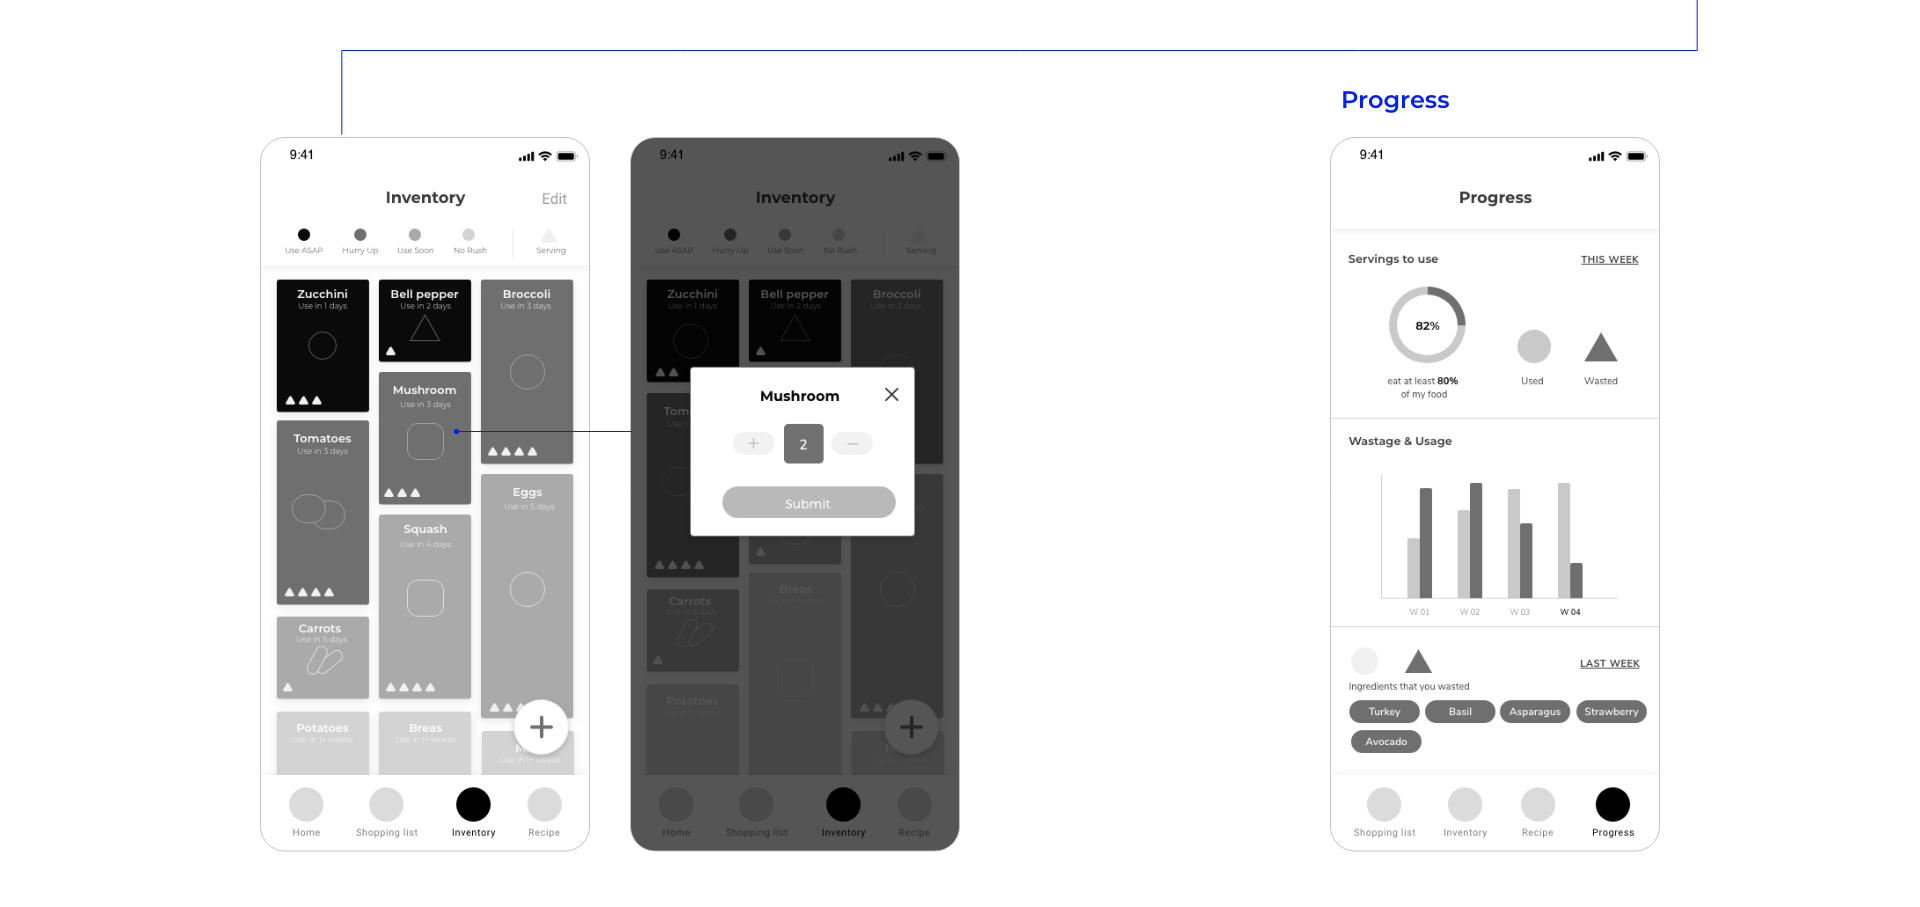 Progress
9:41
Inventory
Edit
Use ASAP
Hurry Up
Use Soon
No Rush
Serving
Zucchini
Use in 1 days
Bell pepper
Use in 2 days
Broccoli
Use in 3 days
Mushroom
Use in 3 days
Tomatoes
Use in 3 days
Eggs
Use in 5 days
Squash
Use in 4 days
Carrots
Use in 5 days
Potatoes
Use in 1+ weeks
Breas
Use in 1+ weeks
Use in 1+ weeks
Home
Shopping list
Inventory
Recipe
9:41
Inventory
Use ASAP
Hurry Up
Use Soon
No Rush
Serving
Zucchini
Use in 1 days
Bell pepper
Use in 2 days
Broccoli
Use in 3 days
Mushroom
+
2
−
Submit
Carrots
Use in 5 days
Breas
Potatoes
Home
Shopping list
Inventory
Recipe
9:41
Progress
Servings to use
THIS WEEK
82%
eat at least 80%
of my food
Used
Wasted
Wastage & Usage
W 01
W 02
W 03
W 04
LAST WEEK
Ingredients that you wasted
Turkey
Basil
Asparagus
Strawberry
Avocado
Shopping list
Inventory
Recipe
Progress